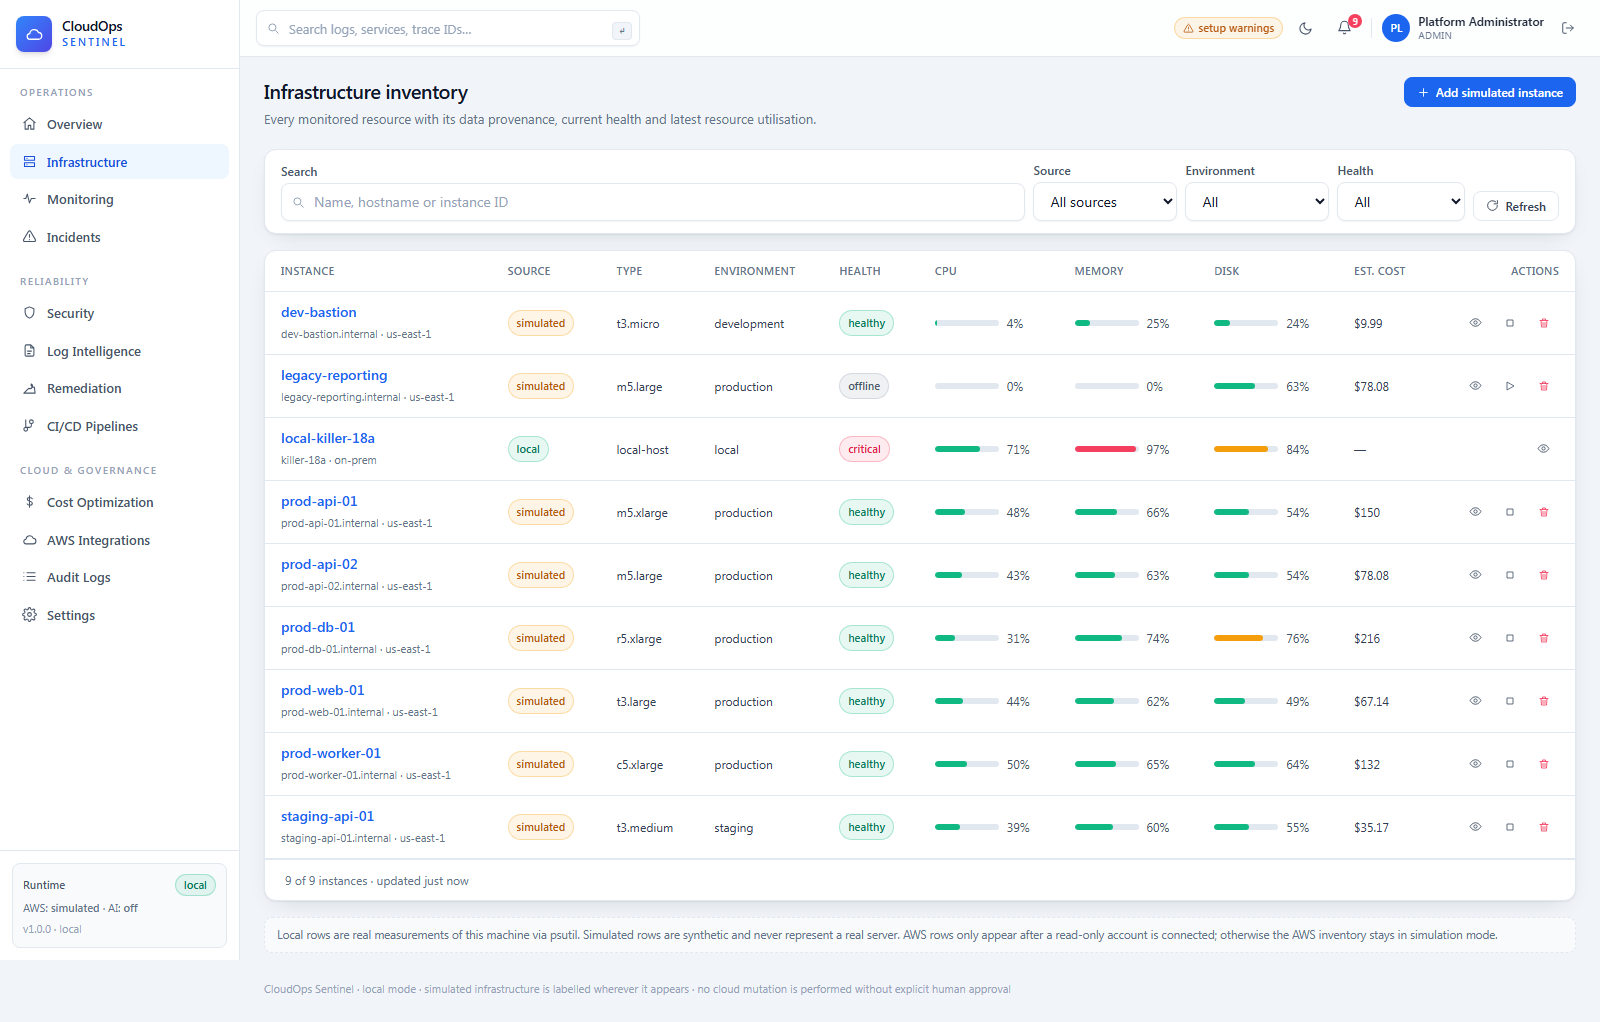 CloudOps
SENTINEL
Search logs, services, trace IDs...
↵
setup warnings
9
PL
Platform Administrator
ADMIN
OPERATIONS
Overview
Infrastructure
Monitoring
Incidents
RELIABILITY
Security
Log Intelligence
Remediation
CI/CD Pipelines
CLOUD & GOVERNANCE
Cost Optimization
AWS Integrations
Audit Logs
Settings
Runtime local
AWS: simulated · AI: off
v1.0.0 · local
Infrastructure inventory
Every monitored resource with its data provenance, current health and latest resource utilisation.
+ Add simulated instance
Search
Name, hostname or instance ID
Source
All sources
Environment
All
Health
All
Refresh
INSTANCE SOURCE TYPE ENVIRONMENT HEALTH CPU MEMORY DISK EST. COST ACTIONS
dev-bastion
dev-bastion.internal · us-east-1
simulated t3.micro development healthy 4% 25% 24% $9.99
legacy-reporting
legacy-reporting.internal · us-east-1
simulated m5.large production offline 0% 0% 63% $78.08
local-killer-18a
killer-18a · on-prem
local local-host local critical 71% 97% 84% —
prod-api-01
prod-api-01.internal · us-east-1
simulated m5.xlarge production healthy 48% 66% 54% $150
prod-api-02
prod-api-02.internal · us-east-1
simulated m5.large production healthy 43% 63% 54% $78.08
prod-db-01
prod-db-01.internal · us-east-1
simulated r5.xlarge production healthy 31% 74% 76% $216
prod-web-01
prod-web-01.internal · us-east-1
simulated t3.large production healthy 44% 62% 49% $67.14
prod-worker-01
prod-worker-01.internal · us-east-1
simulated c5.xlarge production healthy 50% 65% 64% $132
staging-api-01
staging-api-01.internal · us-east-1
simulated t3.medium staging healthy 39% 60% 55% $35.17
9 of 9 instances · updated just now
Local rows are real measurements of this machine via psutil. Simulated rows are synthetic and never represent a real server. AWS rows only appear after a read-only account is connected; otherwise the AWS inventory stays in simulation mode.
CloudOps Sentinel · local mode · simulated infrastructure is labelled wherever it appears · no cloud mutation is performed without explicit human approval